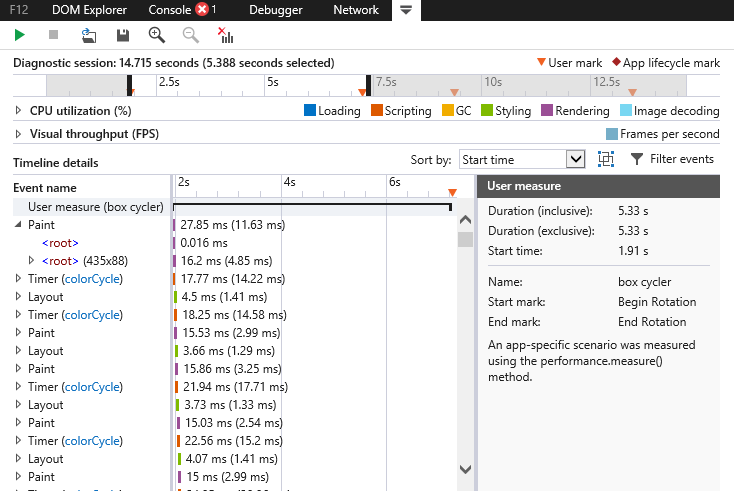 F12 DOM Explorer Console 1 Debugger Network
Diagnostic session: 14.715 seconds (5.388 seconds selected) User mark App lifecycle mark
2.5s 5s 7.5s 10s 12.5s
CPU utilization (%) Loading Scripting GC Styling Rendering Image decoding
Visual throughput (FPS) Frames per second
Timeline details Sort by: Start time Filter events
Event name 2s 4s 6s
User measure (box cycler)
Paint 27.85 ms (11.63 ms)
<root> 0.016 ms
<root> (435x88) 16.2 ms (4.85 ms)
Timer (colorCycle) 17.77 ms (14.22 ms)
Layout 4.5 ms (1.41 ms)
Timer (colorCycle) 18.25 ms (14.58 ms)
Paint 15.53 ms (2.99 ms)
Layout 3.66 ms (1.29 ms)
Paint 15.86 ms (3.25 ms)
Timer (colorCycle) 21.94 ms (17.71 ms)
Layout 3.73 ms (1.33 ms)
Paint 15.03 ms (2.54 ms)
Timer (colorCycle) 22.56 ms (15.2 ms)
Layout 4.07 ms (1.41 ms)
Paint 15 ms (2.99 ms)
User measure
Duration (inclusive): 5.33 s
Duration (exclusive): 5.33 s
Start time: 1.91 s
Name: box cycler
Start mark: Begin Rotation
End mark: End Rotation
An app-specific scenario was measured
using the performance.measure()
method.